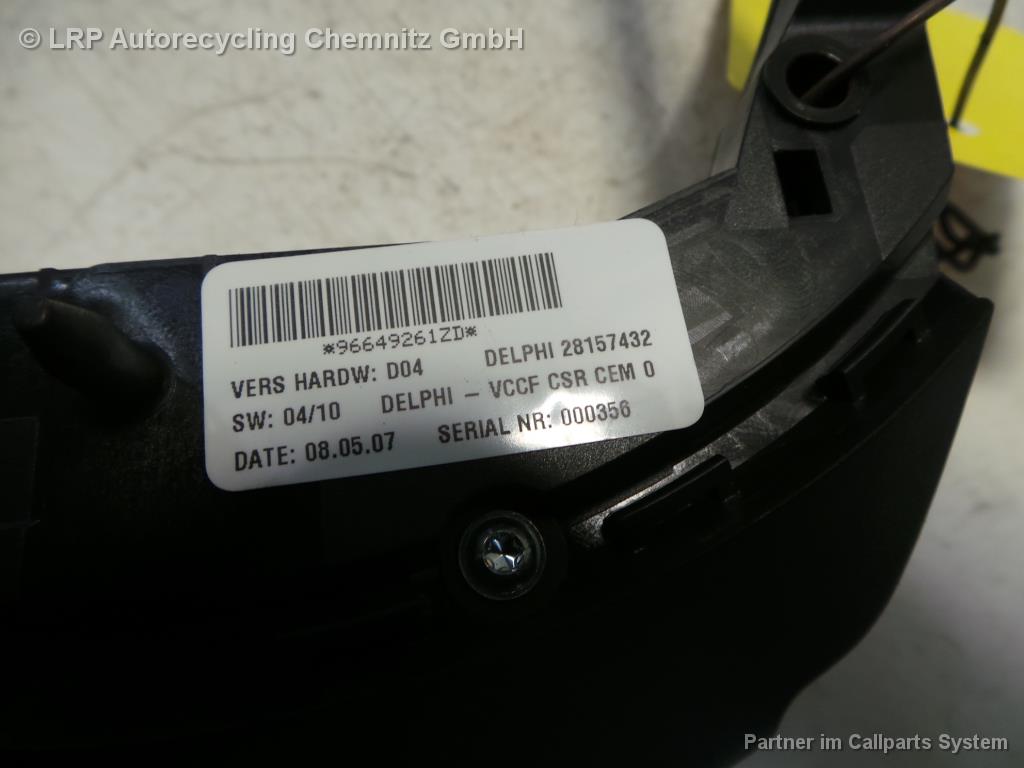 © LRP Autorecycling Chemnitz GmbH
*96649261ZD*
VERS HARDW: D04 DELPHI 28157432
SW: 04/10 DELPHI – VCCF CSR CEM 0
DATE: 08.05.07 SERIAL NR: 000356
Partner im Callparts System